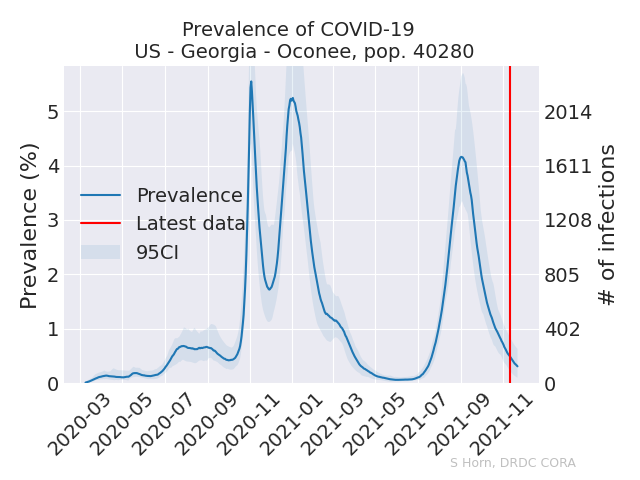 Prevalence of COVID-19
US - Georgia - Oconee, pop. 40280
Prevalence (%)
5
4
3
2
1
0
Prevalence
Latest data
95CI
2014
1611
1208
805
402
0
# of infections
2020-03
2020-05
2020-07
2020-09
2020-11
2021-01
2021-03
2021-05
2021-07
2021-09
2021-11
S Horn, DRDC CORA